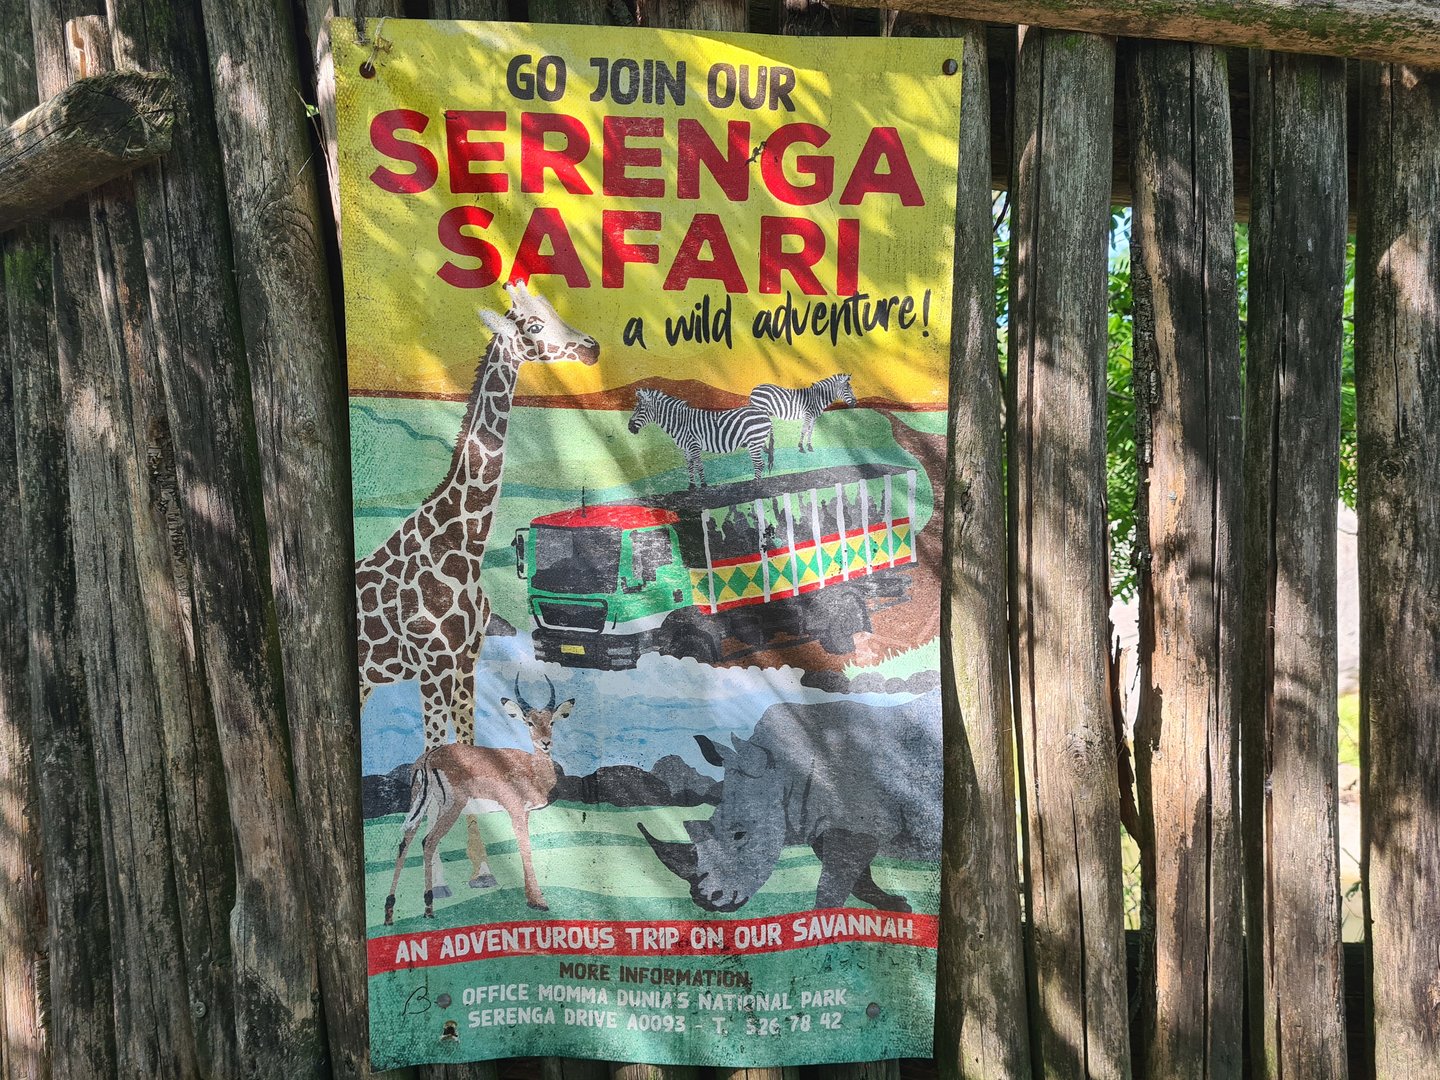 GO JOIN OUR
SERENGA
SAFARI
a wild adventure!
AN ADVENTUROUS TRIP ON OUR SAVANNAH
MORE INFORMATION:
OFFICE MOMMA DUNIA'S NATIONAL PARK
SERENGA DRIVE A0093 - T. 526 78 42